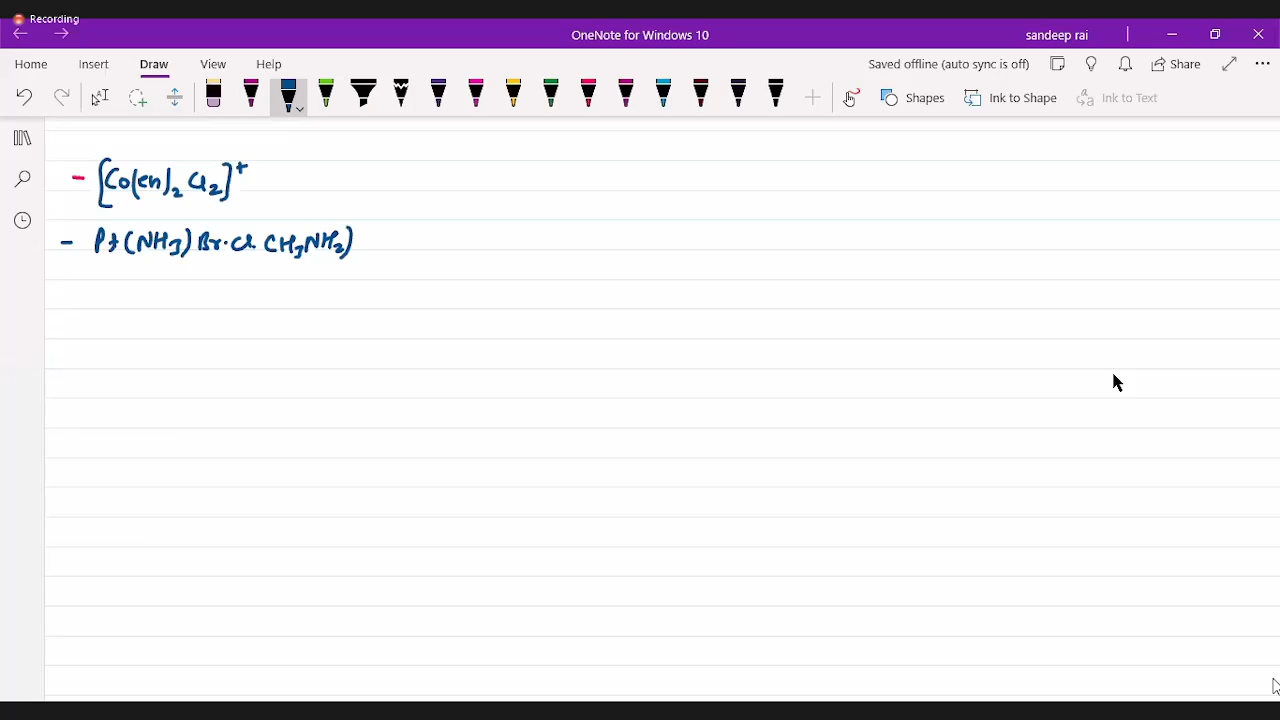 Recording
OneNote for Windows 10
sandeep rai
Home Insert Draw View Help
Saved offline (auto sync is off)
Share
Shapes
Ink to Shape
Ink to Text
- [Co(en)₂ Cl₂]⁺
- Pt(NH₃) Br·Cl CH₃NH₂)